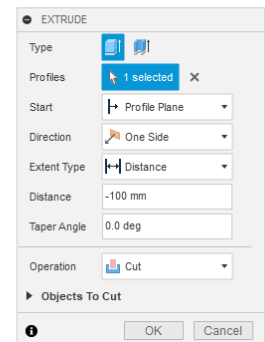 EXTRUDE
Type
Profiles 1 selected
Start Profile Plane
Direction One Side
Extent Type Distance
Distance -100 mm
Taper Angle 0.0 deg
Operation Cut
Objects To Cut
OK Cancel